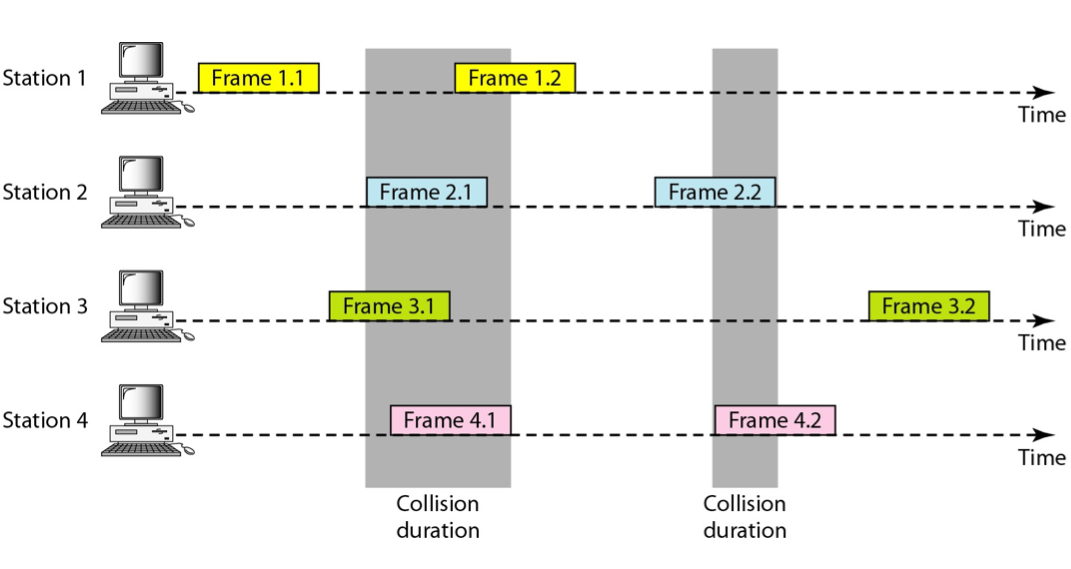 Station 1
Frame 1.1
Frame 1.2
Time
Station 2
Frame 2.1
Frame 2.2
Time
Station 3
Frame 3.1
Frame 3.2
Time
Station 4
Frame 4.1
Frame 4.2
Time
Collision
duration
Collision
duration